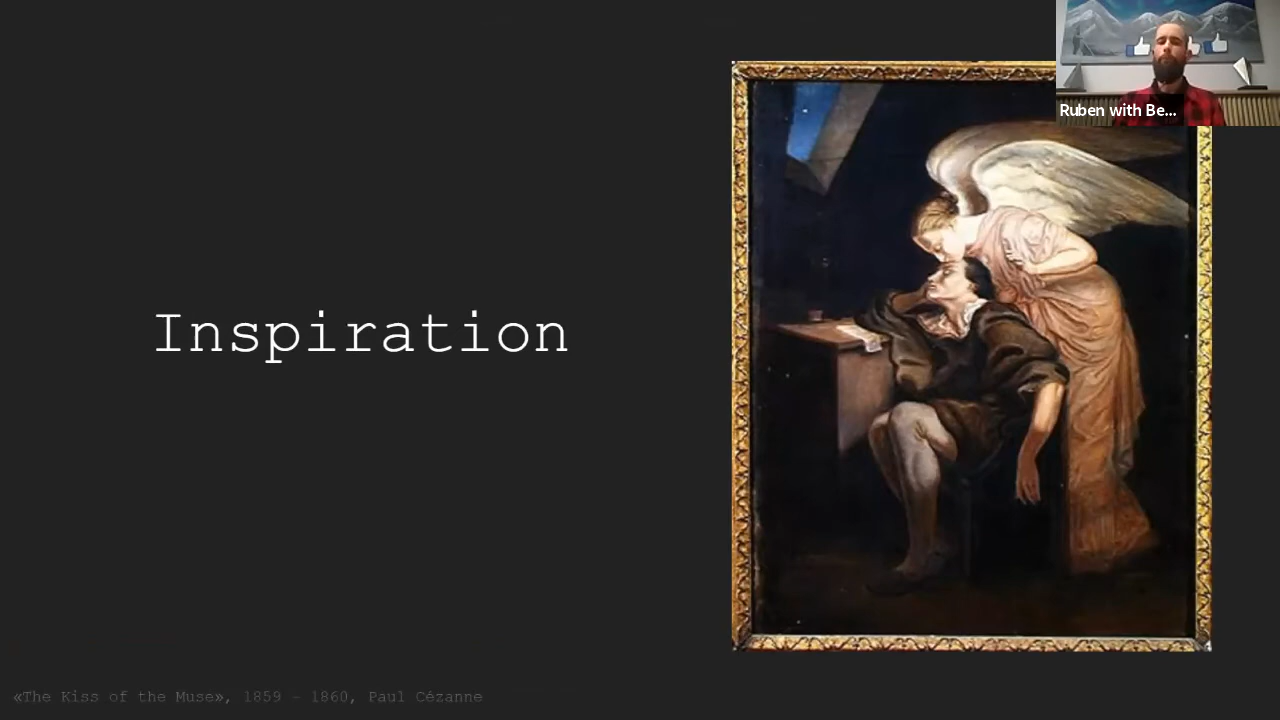 Ruben with Be...
Inspiration
«The Kiss of the Muse», 1859 – 1860, Paul Cézanne